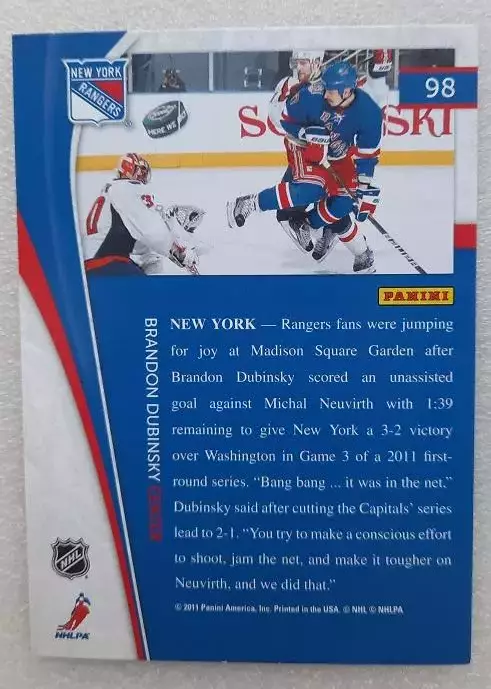 NEW YORK
RANGERS
HERE WE
98
SC SKI
PANINI
BRANDON DUBINSKY CENTER
NEW YORK — Rangers fans were jumping
for joy at Madison Square Garden after
Brandon Dubinsky scored an unassisted
goal against Michal Neuvirth with 1:39
remaining to give New York a 3-2 victory
over Washington in Game 3 of a 2011 first-
round series. “Bang bang ... it was in the net,”
Dubinsky said after cutting the Capitals’ series
lead to 2-1. “You try to make a conscious effort
to shoot, jam the net, and make it tougher on
Neuvirth, and we did that.”
© 2011 Panini America, Inc. Printed in the USA. © NHL © NHLPA
NHL
NHLPA